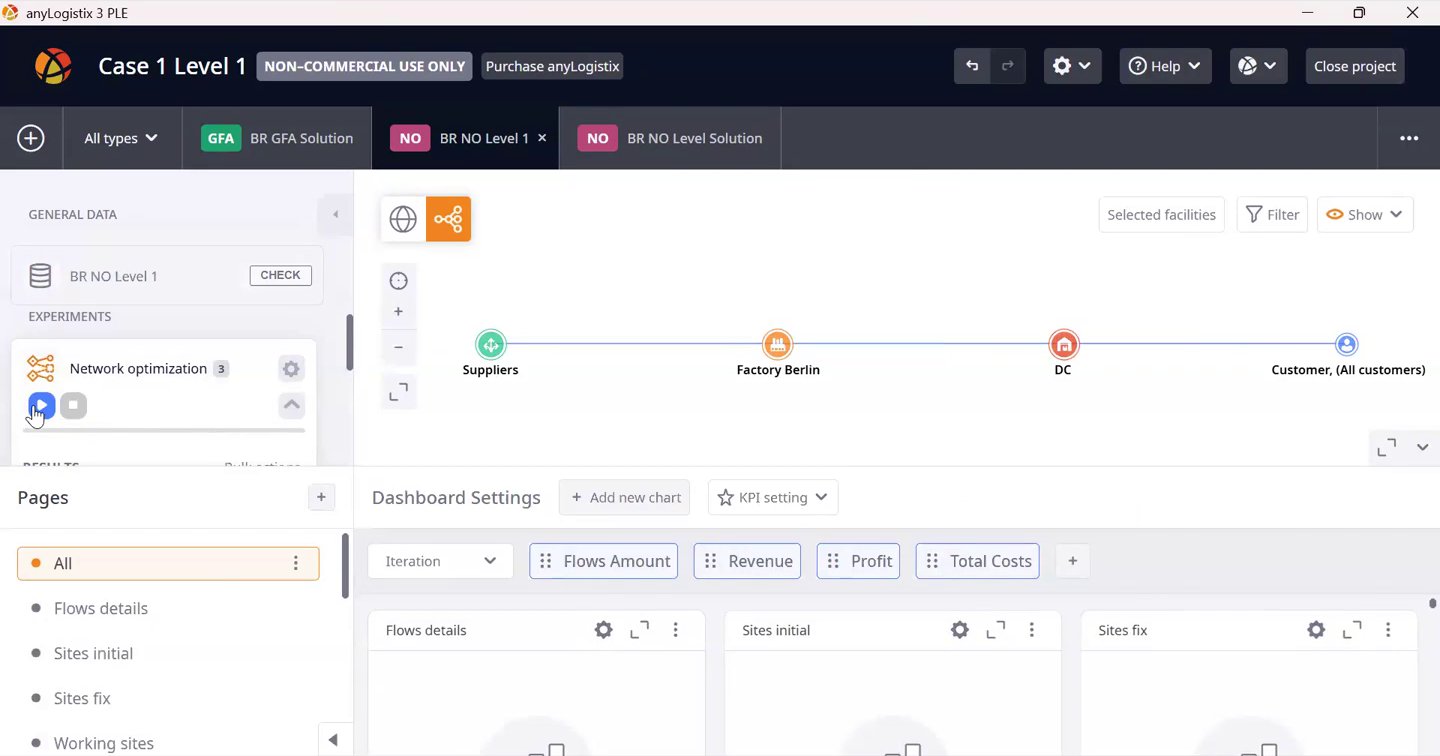 anyLogistix 3 PLE
Case 1 Level 1
NON-COMMERCIAL USE ONLY
Purchase anyLogistix
Help
Close project
All types
GFA BR GFA Solution
NO BR NO Level 1
NO BR NO Level Solution
GENERAL DATA
BR NO Level 1
CHECK
EXPERIMENTS
Network optimization 3
RESULTS
Bulk actions
Selected facilities
Filter
Show
Suppliers
Factory Berlin
DC
Customer, (All customers)
Pages
All
Flows details
Sites initial
Sites fix
Working sites
Dashboard Settings
+ Add new chart
KPI setting
Iteration
Flows Amount
Revenue
Profit
Total Costs
Flows details
Sites initial
Sites fix